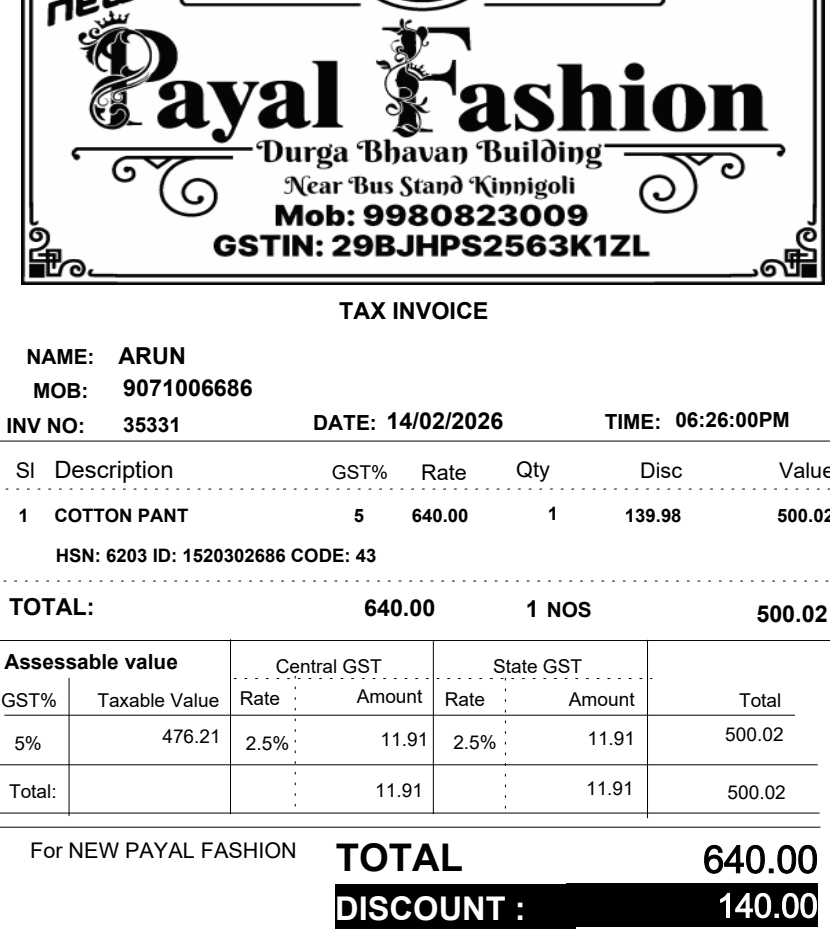 new
Payal Fashion
Durga Bhavan Building
Near Bus Stand Kinnigoli
Mob: 9980823009
GSTIN: 29BJHPS2563K1ZL
TAX INVOICE
NAME: ARUN
MOB: 9071006686
INV NO: 35331 DATE: 14/02/2026 TIME: 06:26:00PM
Sl Description GST% Rate Qty Disc Value
1 COTTON PANT 5 640.00 1 139.98 500.02
HSN: 6203 ID: 1520302686 CODE: 43
TOTAL: 640.00 1 NOS 500.02
Assessable value Central GST State GST
GST% Taxable Value Rate Amount Rate Amount Total
5% 476.21 2.5% 11.91 2.5% 11.91 500.02
Total: 11.91 11.91 500.02
For NEW PAYAL FASHION TOTAL 640.00
DISCOUNT : 140.00